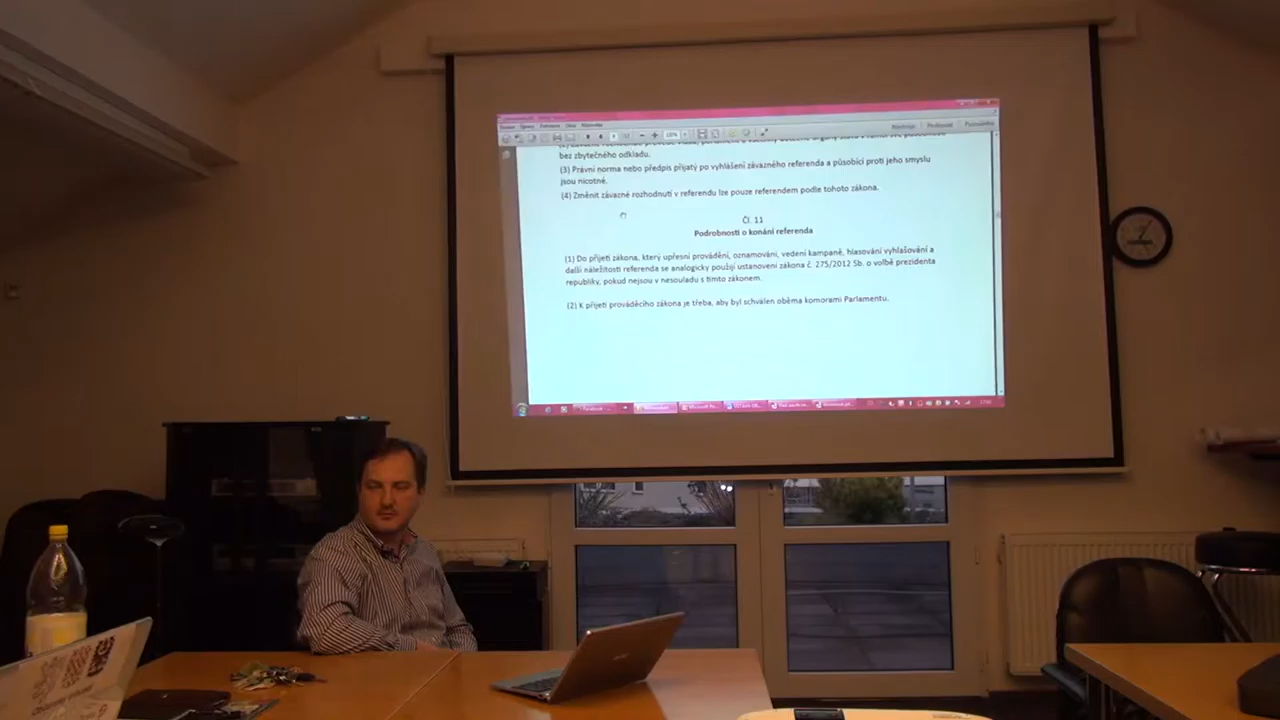 100%
bez zbytečného odkladu.
(3) Právní norma nebo předpis přijatý po vyhlášení závazného referenda a působící proti jeho smyslu
jsou nicotné.
(4) Změnit závazné rozhodnutí v referendu lze pouze referendem podle tohoto zákona.
Čl. 11
Podrobnosti o konání referenda
(1) Do přijetí zákona, který upřesní provádění, oznamování, vedení kampaně, hlasování vyhlašování a
další náležitosti referenda se analogicky použijí ustanovení zákona č. 275/2012 Sb. o volbě prezidenta
republiky, pokud nejsou v nesouladu s tímto zákonem.
(2) K přijetí prováděcího zákona je třeba, aby byl schválen oběma komorami Parlamentu.